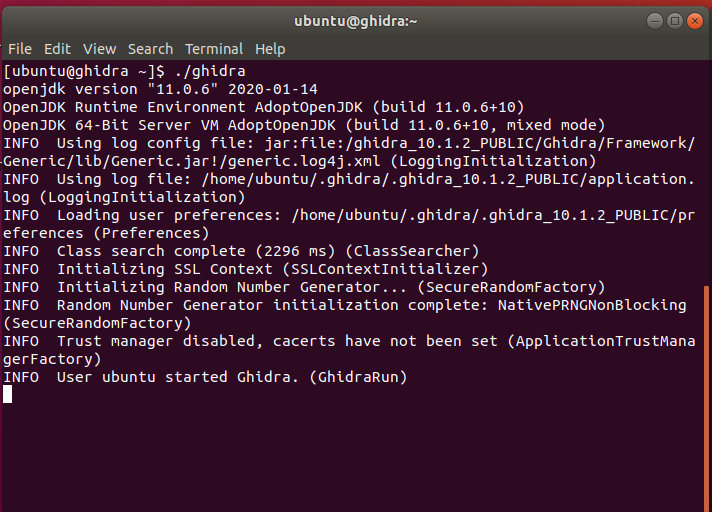 ubuntu@ghidra:~
File Edit View Search Terminal Help
[ubuntu@ghidra ~]$ ./ghidra
openjdk version "11.0.6" 2020-01-14
OpenJDK Runtime Environment AdoptOpenJDK (build 11.0.6+10)
OpenJDK 64-Bit Server VM AdoptOpenJDK (build 11.0.6+10, mixed mode)
INFO  Using log config file: jar:file:/ghidra_10.1.2_PUBLIC/Ghidra/Framework/
Generic/lib/Generic.jar!/generic.log4j.xml (LoggingInitialization)
INFO  Using log file: /home/ubuntu/.ghidra/.ghidra_10.1.2_PUBLIC/application.
log (LoggingInitialization)
INFO  Loading user preferences: /home/ubuntu/.ghidra/.ghidra_10.1.2_PUBLIC/pr
eferences (Preferences)
INFO  Class search complete (2296 ms) (ClassSearcher)
INFO  Initializing SSL Context (SSLContextInitializer)
INFO  Initializing Random Number Generator... (SecureRandomFactory)
INFO  Random Number Generator initialization complete: NativePRNGNonBlocking
(SecureRandomFactory)
INFO  Trust manager disabled, cacerts have not been set (ApplicationTrustMana
gerFactory)
INFO  User ubuntu started Ghidra. (GhidraRun)